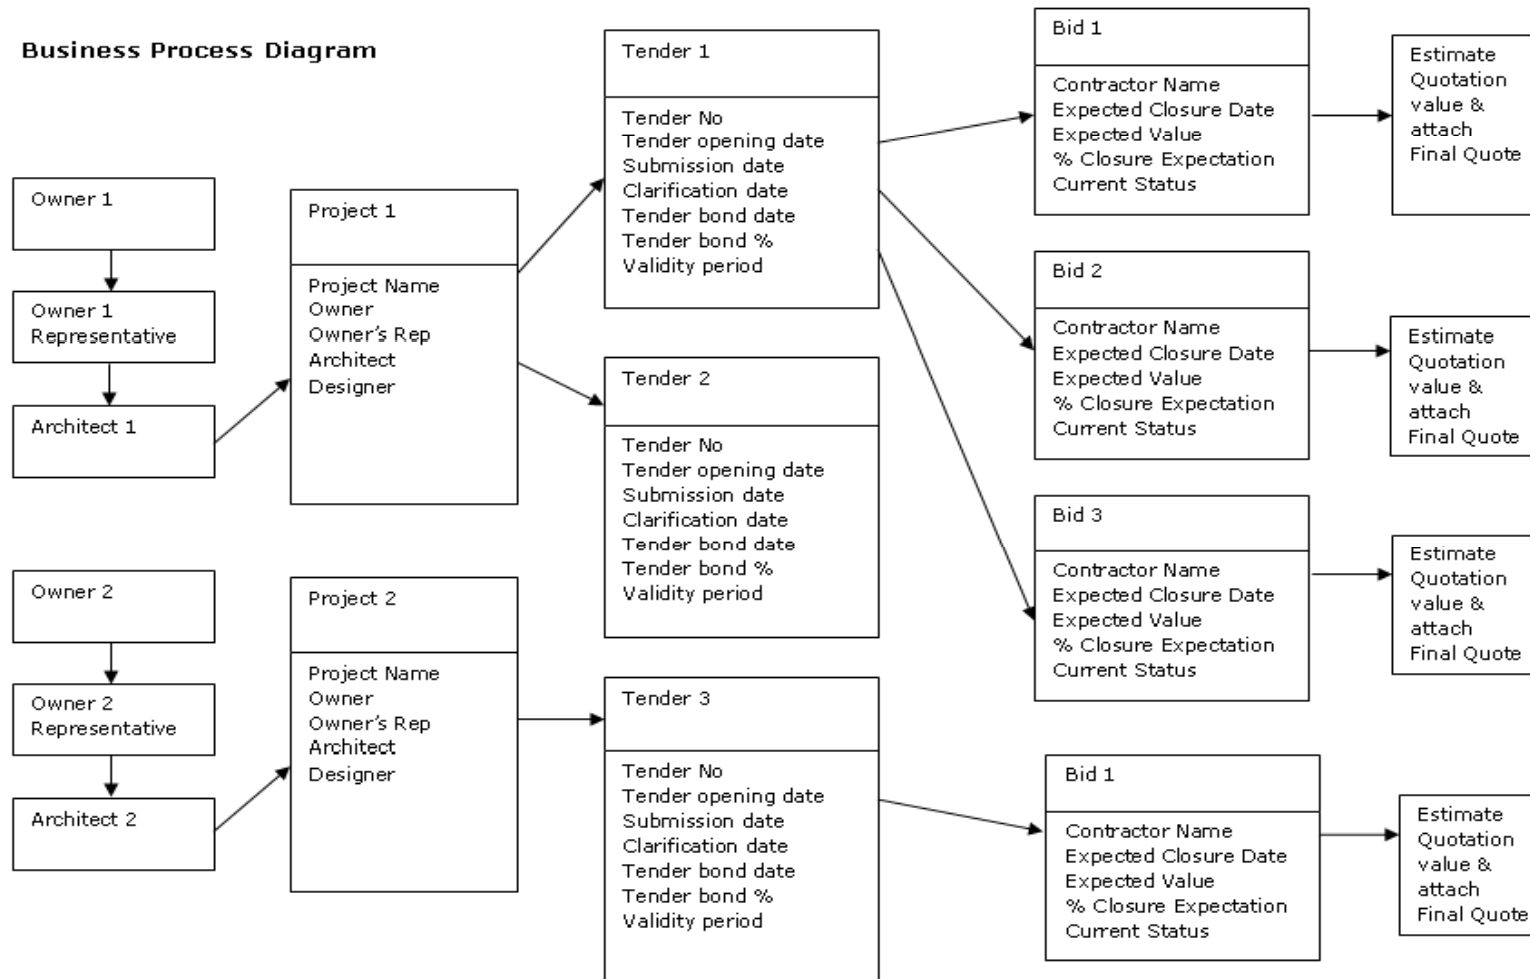 Business Process Diagram
Owner 1
Owner 1
Representative
Architect 1
Owner 2
Owner 2
Representative
Architect 2
Project 1
Project Name
Owner
Owner's Rep
Architect
Designer
Project 2
Project Name
Owner
Owner's Rep
Architect
Designer
Tender 1
Tender No
Tender opening date
Submission date
Clarification date
Tender bond date
Tender bond %
Validity period
Tender 2
Tender No
Tender opening date
Submission date
Clarification date
Tender bond date
Tender bond %
Validity period
Tender 3
Tender No
Tender opening date
Submission date
Clarification date
Tender bond date
Tender bond %
Validity period
Bid 1
Contractor Name
Expected Closure Date
Expected Value
% Closure Expectation
Current Status
Bid 2
Contractor Name
Expected Closure Date
Expected Value
% Closure Expectation
Current Status
Bid 3
Contractor Name
Expected Closure Date
Expected Value
% Closure Expectation
Current Status
Bid 1
Contractor Name
Expected Closure Date
Expected Value
% Closure Expectation
Current Status
Estimate
Quotation
value &
attach
Final Quote
Estimate
Quotation
value &
attach
Final Quote
Estimate
Quotation
value &
attach
Final Quote
Estimate
Quotation
value &
attach
Final Quote